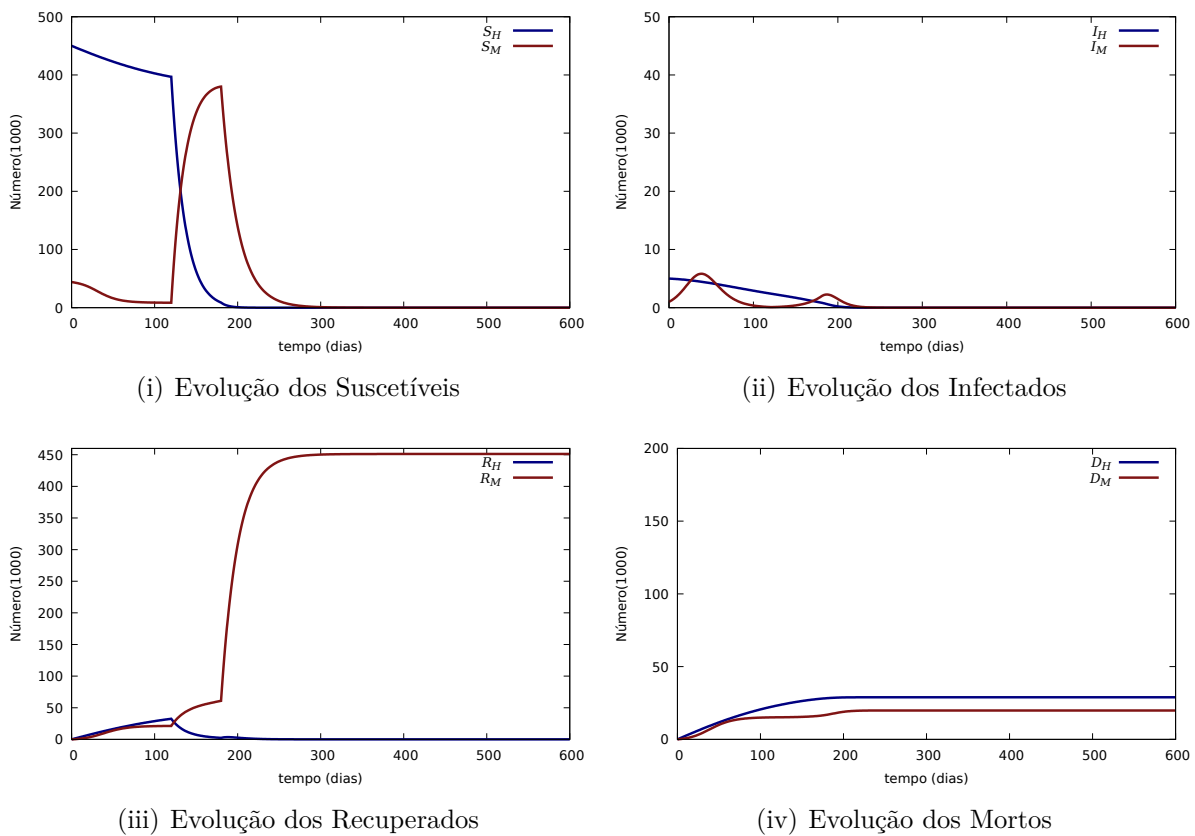 500
400
300
200
100
0
Número(1000)
0 100 200 300 400 500 600
tempo (dias)
S_H
S_M
(i) Evolução dos Suscetíveis
50
40
30
20
10
0
Número(1000)
0 100 200 300 400 500 600
tempo (dias)
I_H
I_M
(ii) Evolução dos Infectados
450
400
350
300
250
200
150
100
50
0
Número(1000)
0 100 200 300 400 500 600
tempo (dias)
R_H
R_M
(iii) Evolução dos Recuperados
200
150
100
50
0
Número(1000)
0 100 200 300 400 500 600
tempo (dias)
D_H
D_M
(iv) Evolução dos Mortos